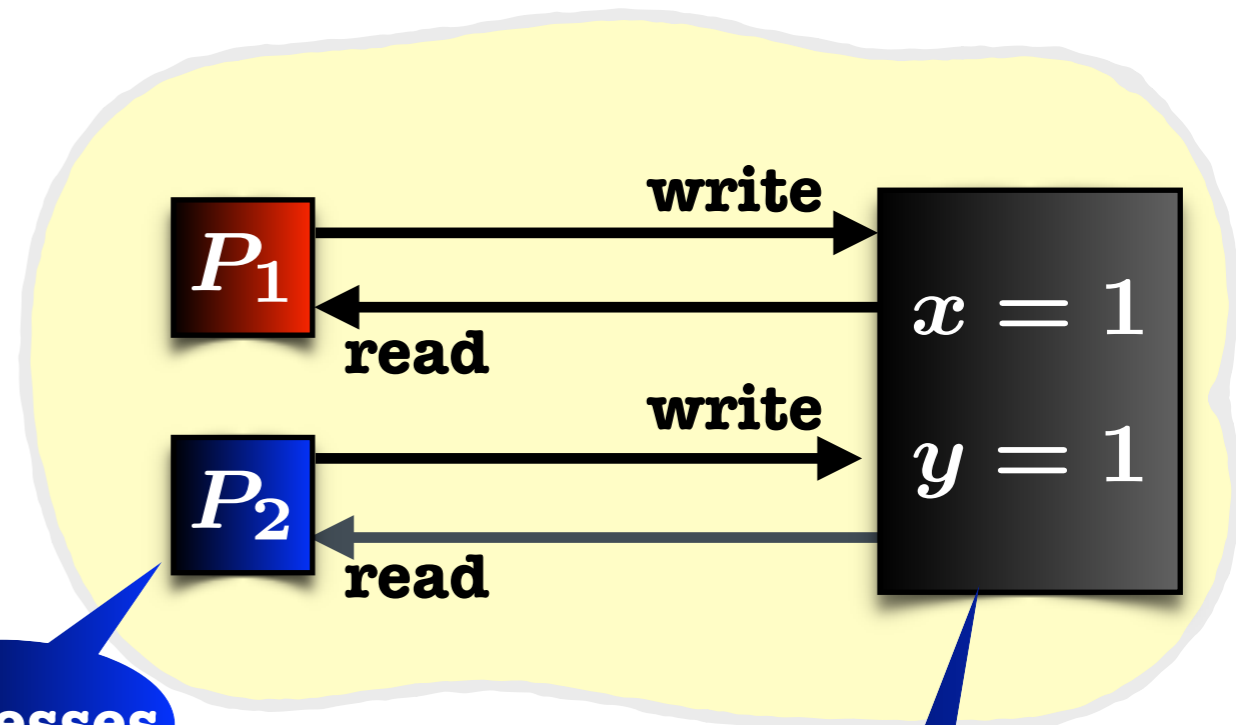 write
P₁
x = 1
read
write
y = 1
P₂
read